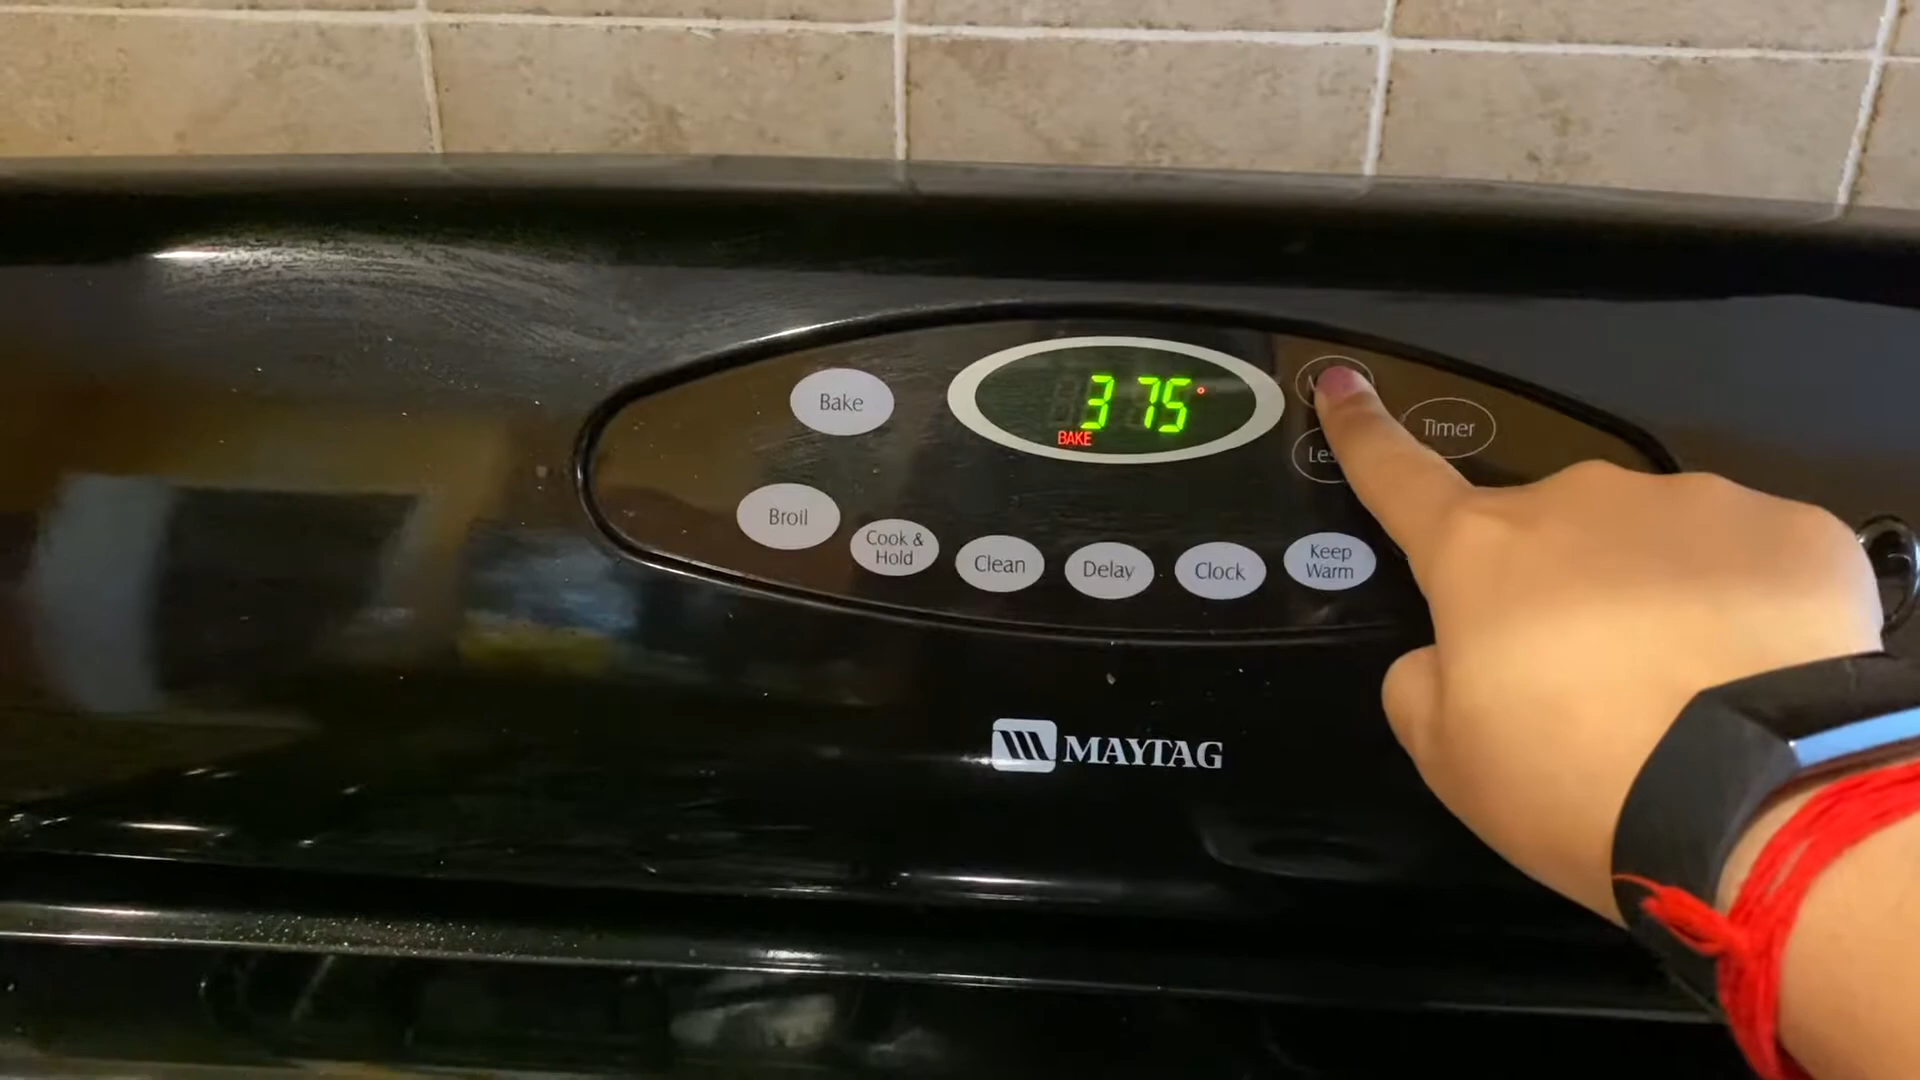 Bake
375°
BAKE
Timer
Broil
Cook &
Hold
Clean
Delay
Clock
Keep
Warm
MAYTAG